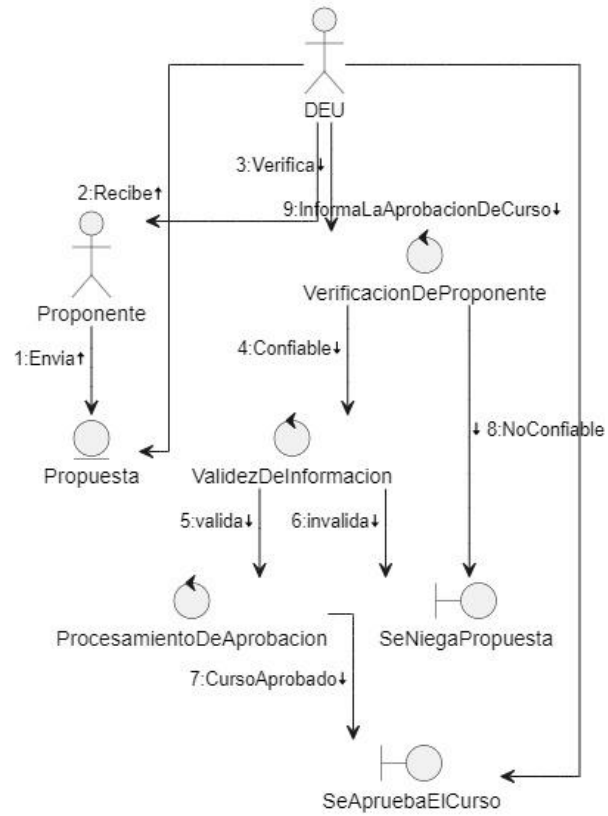 DEU
3:Verifica↓
2:Recibe↑
9:InformaLaAprobacionDeCurso↓
VerificacionDeProponente
Proponente
4:Confiable↓
1:Envia↑
↓ 8:NoConfiable
Propuesta
ValidezDeInformacion
5:valida↓
6:invalida↓
ProcesamientoDeAprobacion
SeNiegaPropuesta
7:CursoAprobado↓
SeApruebaElCurso